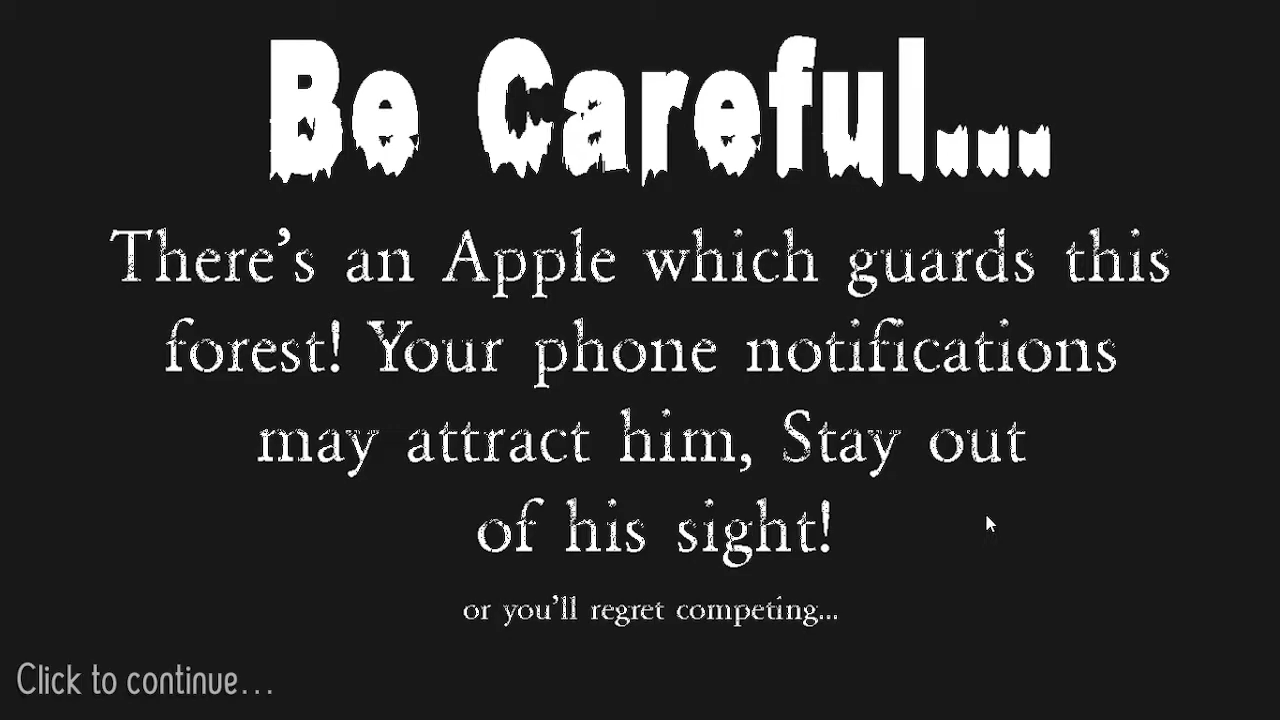 Be Careful...
There's an Apple which guards this
forest! Your phone notifications
may attract him, Stay out
of his sight!
or you'll regret competing...
Click to continue...